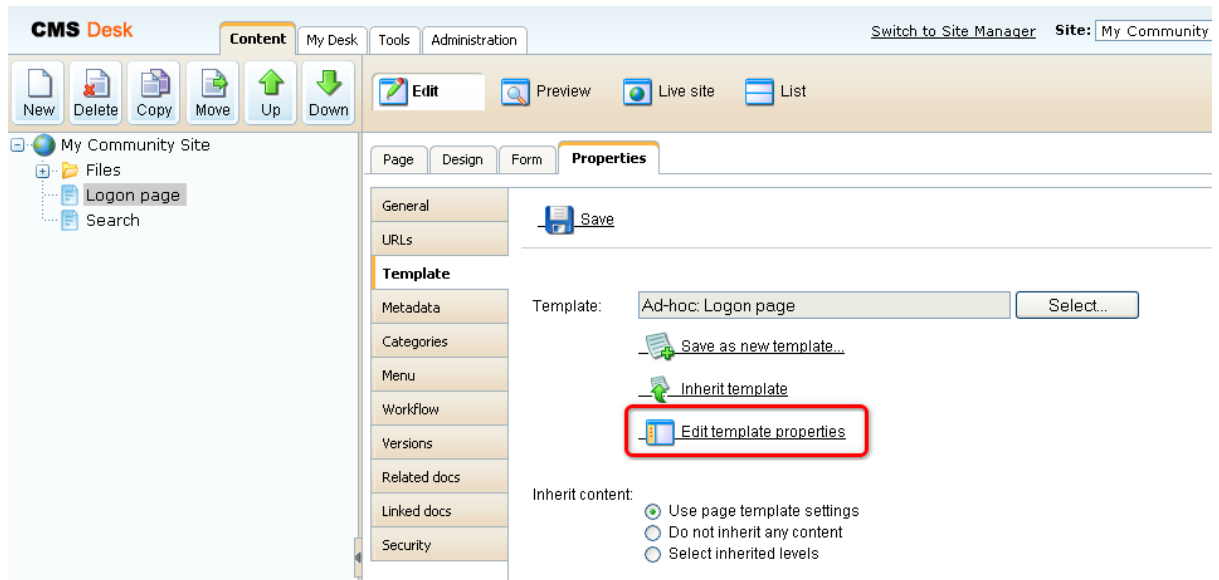 CMS Desk
Content
My Desk
Tools
Administration
Switch to Site Manager
Site: My Community
New
Delete
Copy
Move
Up
Down
Edit
Preview
Live site
List
My Community Site
Files
Logon page
Search
Page
Design
Form
Properties
General
URLs
Template
Metadata
Categories
Menu
Workflow
Versions
Related docs
Linked docs
Security
Save
Template: Ad-hoc: Logon page Select...
Save as new template...
Inherit template
Edit template properties
Inherit content:
Use page template settings
Do not inherit any content
Select inherited levels